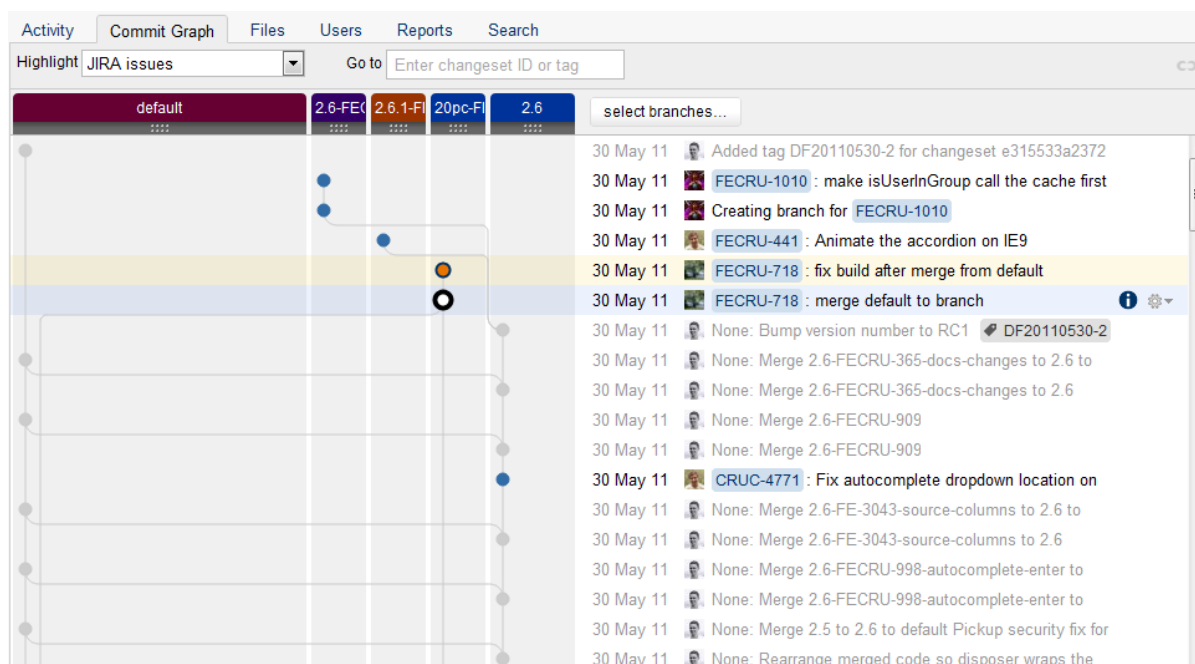 Activity Commit Graph Files Users Reports Search
Highlight JIRA issues Go to Enter changeset ID or tag
default 2.6-FEC 2.6.1-FI 20pc-FI 2.6 select branches...
30 May 11 Added tag DF20110530-2 for changeset e315533a2372
30 May 11 FECRU-1010 : make isUserInGroup call the cache first
30 May 11 Creating branch for FECRU-1010
30 May 11 FECRU-441 : Animate the accordion on IE9
30 May 11 FECRU-718 : fix build after merge from default
30 May 11 FECRU-718 : merge default to branch
30 May 11 None: Bump version number to RC1 DF20110530-2
30 May 11 None: Merge 2.6-FECRU-365-docs-changes to 2.6 to
30 May 11 None: Merge 2.6-FECRU-365-docs-changes to 2.6
30 May 11 None: Merge 2.6-FECRU-909
30 May 11 None: Merge 2.6-FECRU-909
30 May 11 CRUC-4771 : Fix autocomplete dropdown location on
30 May 11 None: Merge 2.6-FE-3043-source-columns to 2.6 to
30 May 11 None: Merge 2.6-FE-3043-source-columns to 2.6
30 May 11 None: Merge 2.6-FECRU-998-autocomplete-enter to
30 May 11 None: Merge 2.6-FECRU-998-autocomplete-enter to
30 May 11 None: Merge 2.5 to 2.6 to default Pickup security fix for
30 May 11 None: Rearrange merged code so disposer wraps the